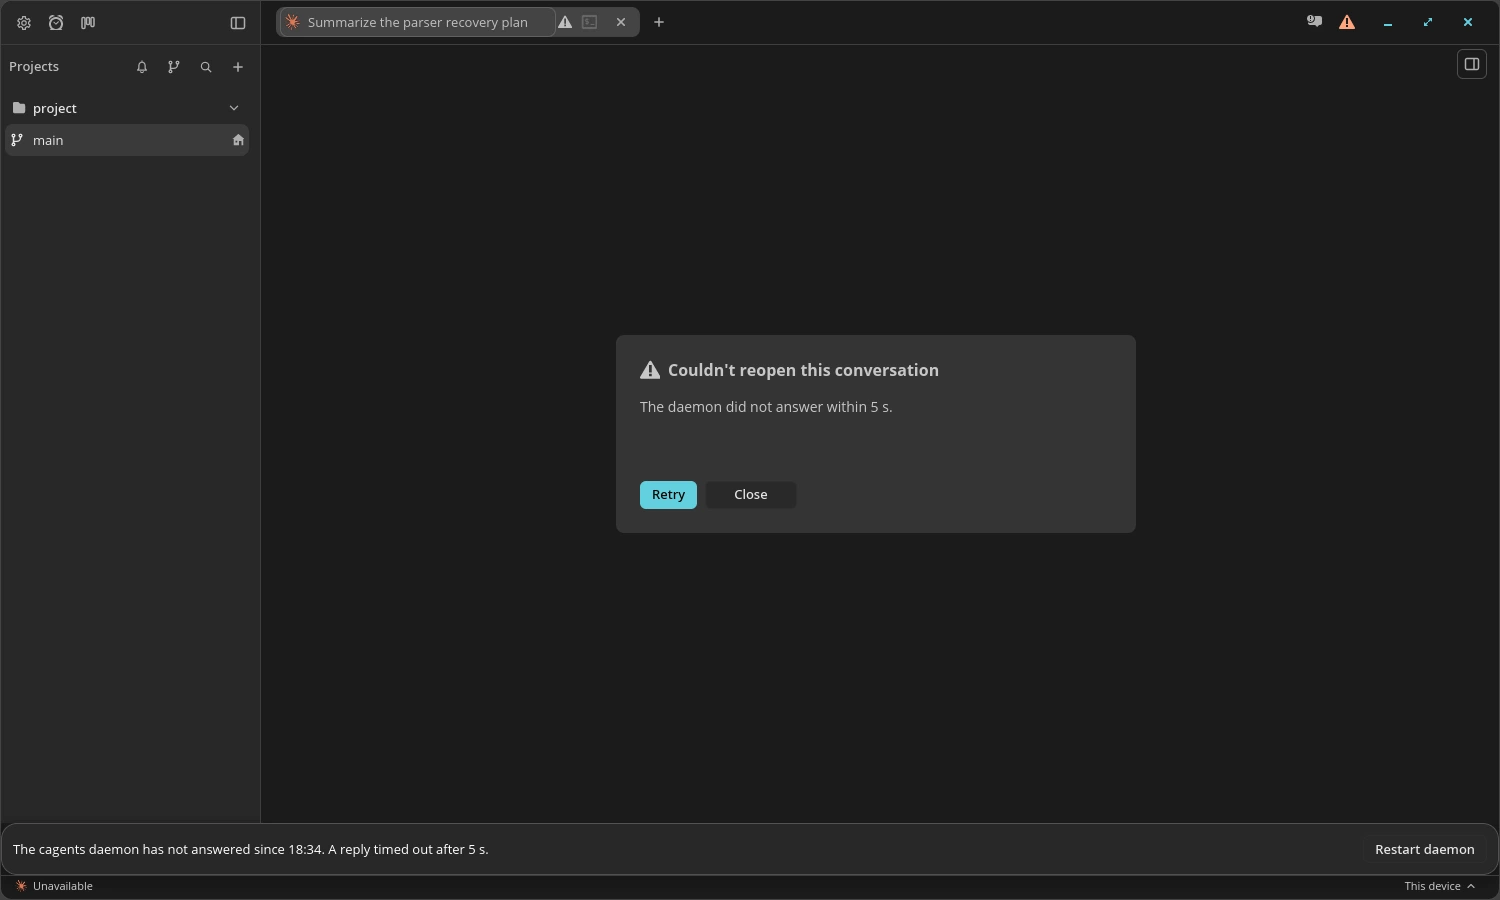 Summarize the parser recovery plan
Projects
project
main
Couldn't reopen this conversation
The daemon did not answer within 5 s.
Retry
Close
The cagents daemon has not answered since 18:34. A reply timed out after 5 s.
Restart daemon
Unavailable
This device